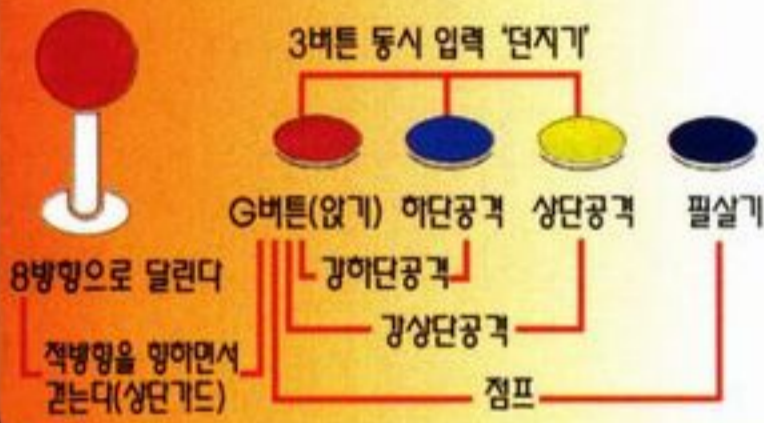 3버튼 동시 입력 '던지기'
G버튼(앉기) 하단공격 상단공격 필살기
8방향으로 달린다
강하단공격
강상단공격
적방향을 향하면서
걷는다(상단가드)
점프